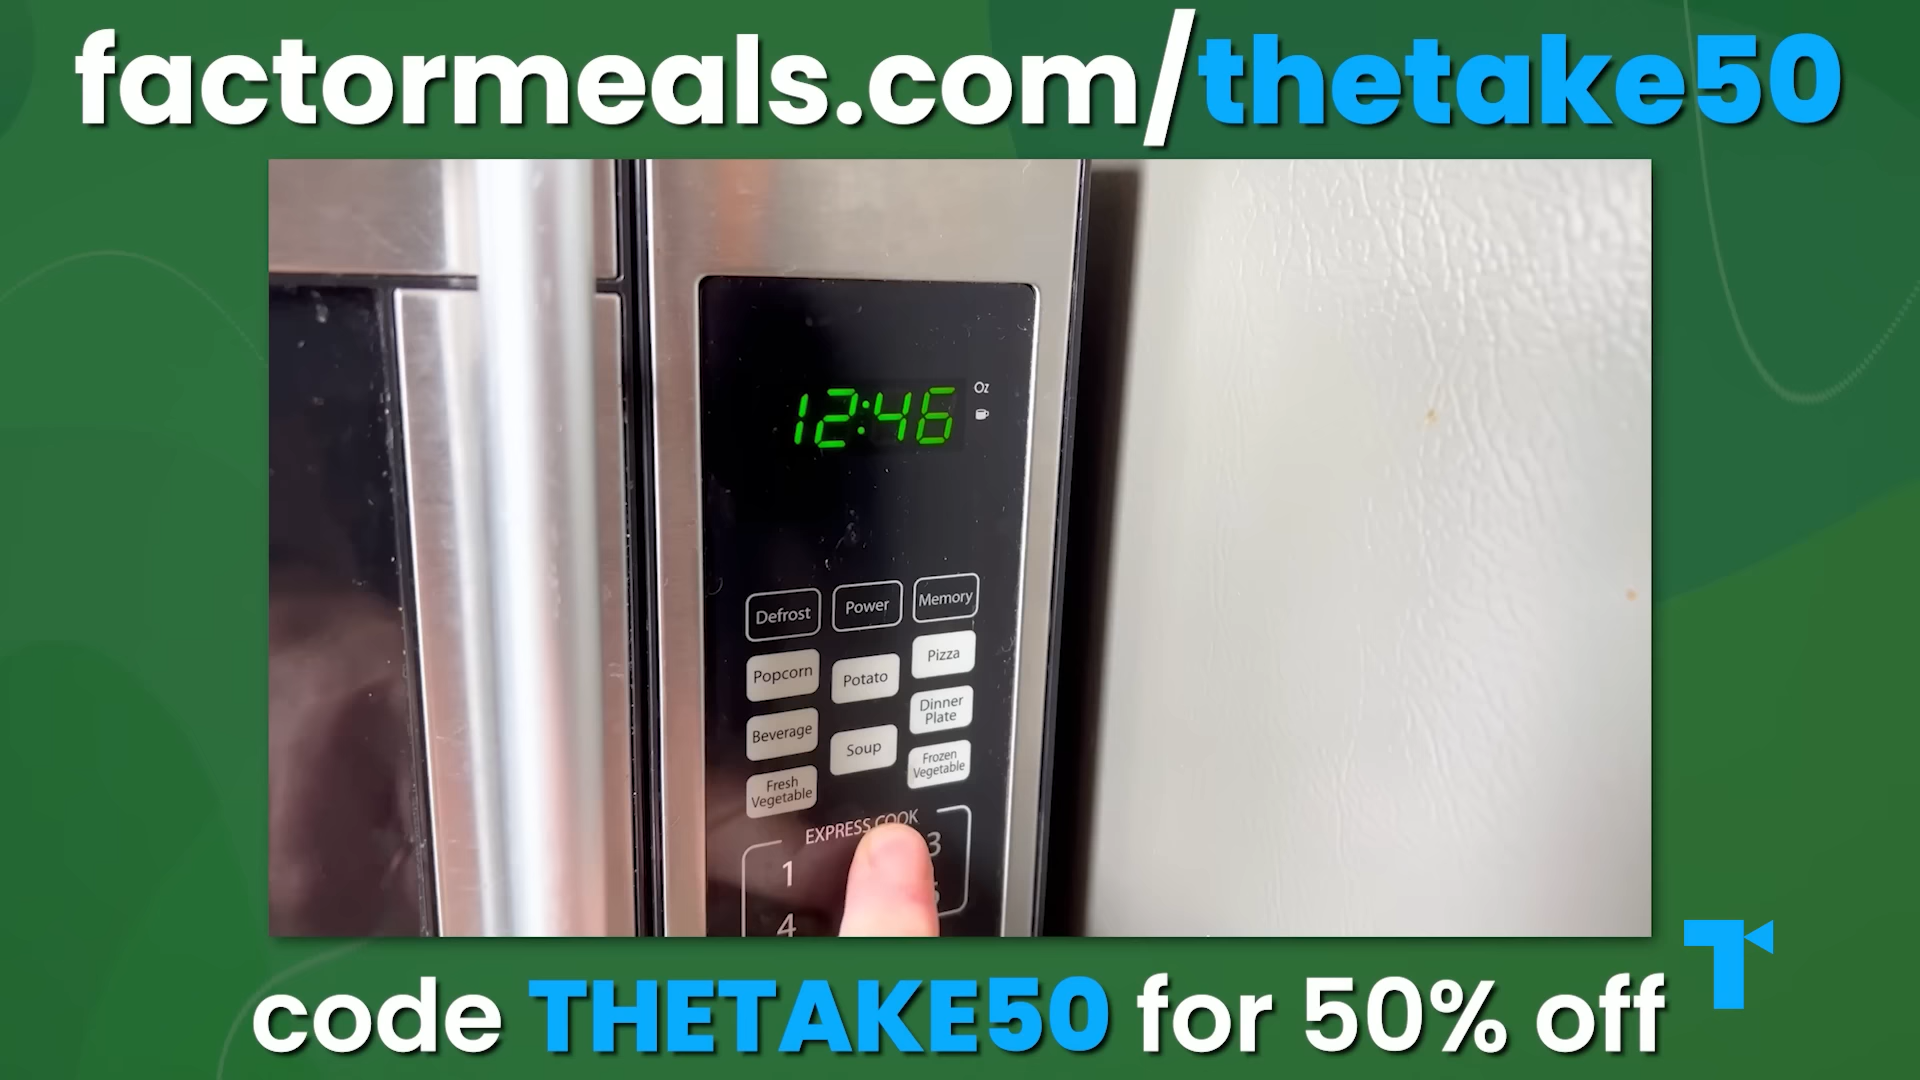 factormeals.com/thetake50
12:46
Oz
Defrost Power Memory
Popcorn Potato Pizza
Beverage Soup Dinner Plate
Fresh Vegetable Frozen Vegetable
EXPRESS COOK
1 3
4
code THETAKE50 for 50% off